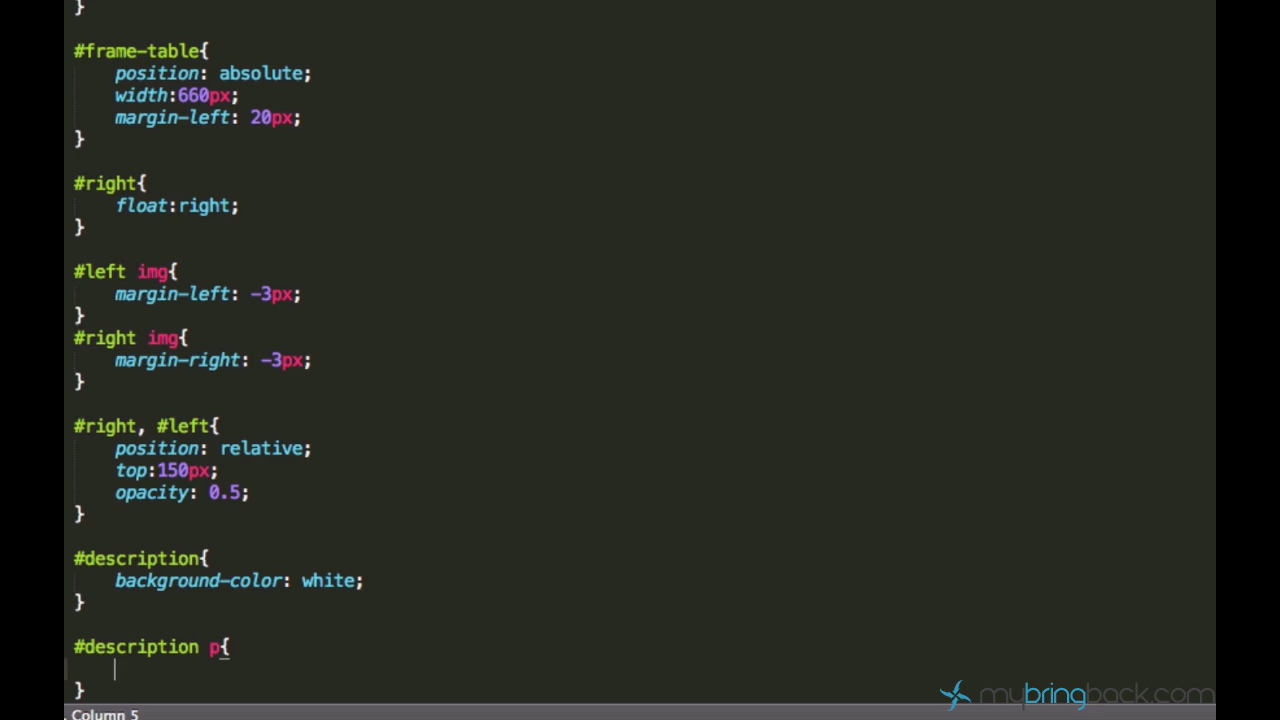 }
#frame-table{
position: absolute;
width:660px;
margin-left: 20px;
}
#right{
float:right;
}
#left img{
margin-left: -3px;
}
#right img{
margin-right: -3px;
}
#right, #left{
position: relative;
top:150px;
opacity: 0.5;
}
#description{
background-color: white;
}
#description p{
}
mybringback.com
, Column 5